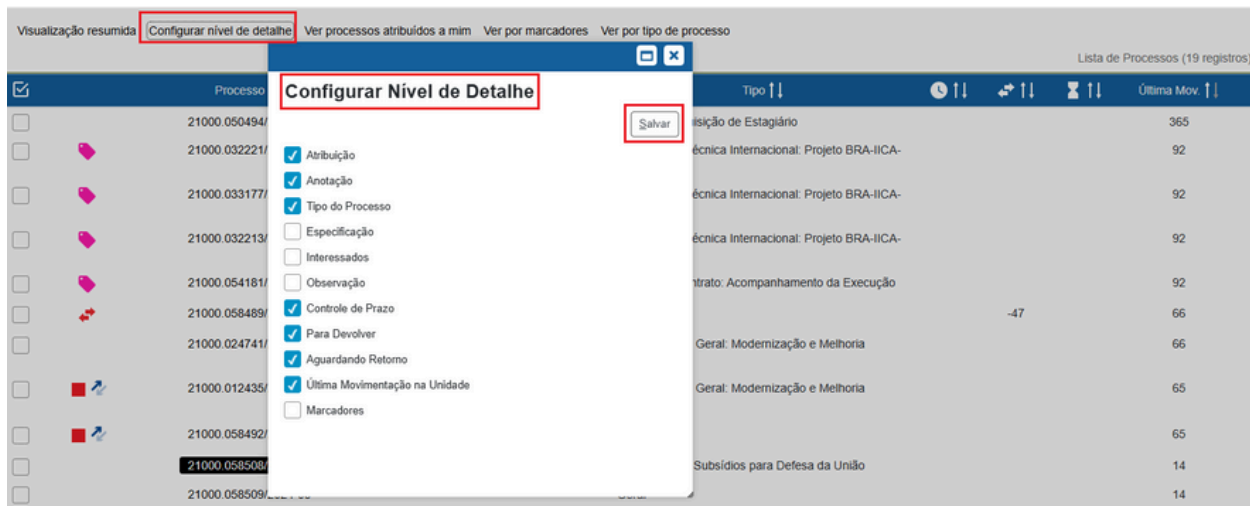 Visualização resumida Configurar nível de detalhe Ver processos atribuídos a mim Ver por marcadores Ver por tipo de processo
Lista de Processos (19 registros)
Processo Tipo Última Mov.
Configurar Nível de Detalhe
Salvar
21000.050494/ isição de Estagiário 365
21000.032221/ écnica Internacional: Projeto BRA-IICA- 92
Atribuição
Anotação
21000.033177/ écnica Internacional: Projeto BRA-IICA- 92
Tipo do Processo
Especificação
21000.032213/ écnica Internacional: Projeto BRA-IICA- 92
Interessados
Observação
21000.054181/ ntrato: Acompanhamento da Execução 92
Controle de Prazo
21000.058489/ -47 66
Para Devolver
21000.024741/ Geral: Modernização e Melhoria 66
Aguardando Retorno
Última Movimentação na Unidade
21000.012435/ Geral: Modernização e Melhoria 65
Marcadores
21000.058492/ 65
21000.058508/ Subsídios para Defesa da União 14
21000.058509/ 14